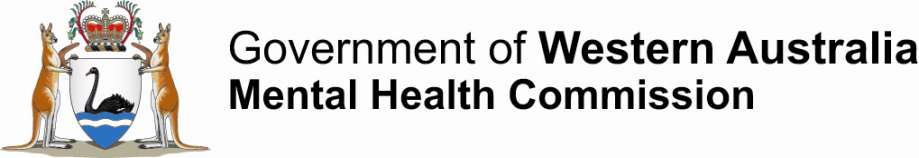 Government of Western Australia
Mental Health Commission